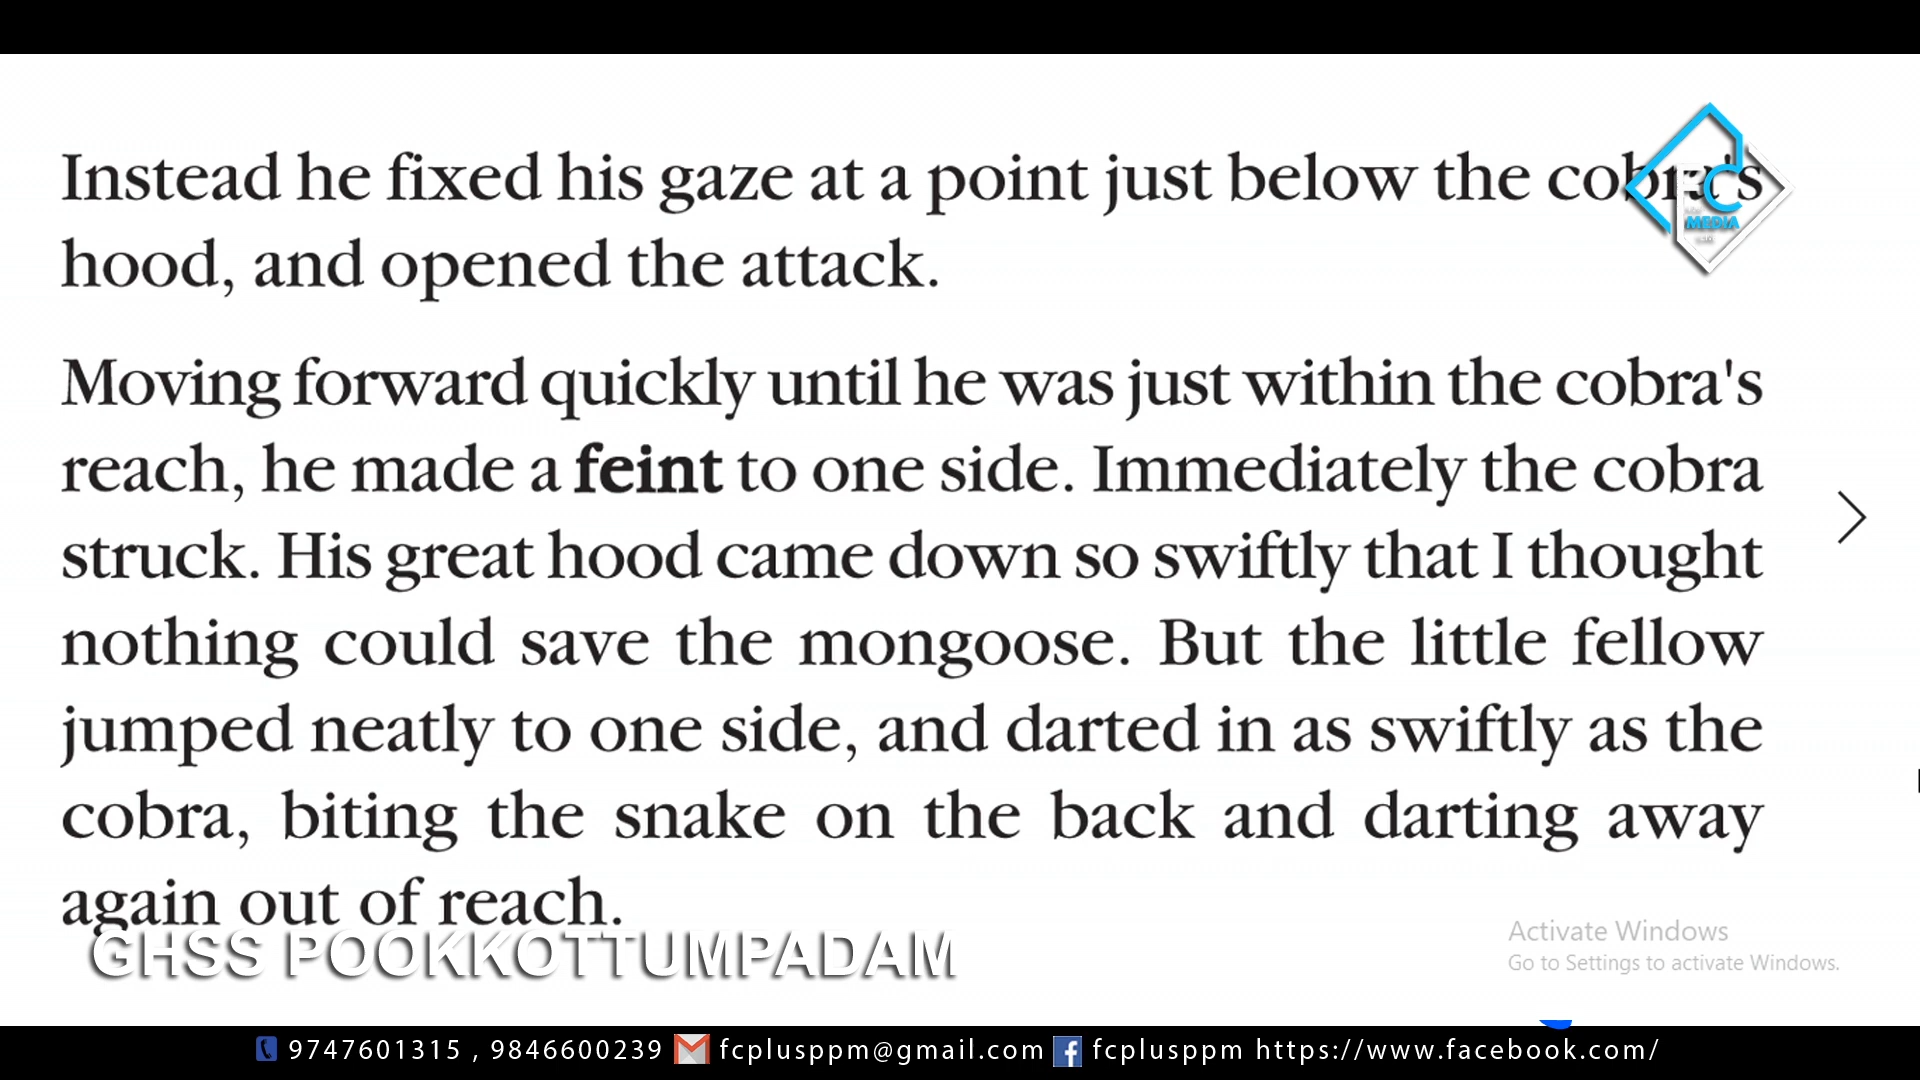 Instead he fixed his gaze at a point just below the cobra's
hood, and opened the attack.
Moving forward quickly until he was just within the cobra's
reach, he made a feint to one side. Immediately the cobra
struck. His great hood came down so swiftly that I thought
nothing could save the mongoose. But the little fellow
jumped neatly to one side, and darted in as swiftly as the
cobra, biting the snake on the back and darting away
again out of reach.
FC
MEDIA
GHSS POOKKOTTUMPADAM
Activate Windows
Go to Settings to activate Windows.
9747601315 , 9846600239 fcplusppm@gmail.com fcplusppm https://www.facebook.com/